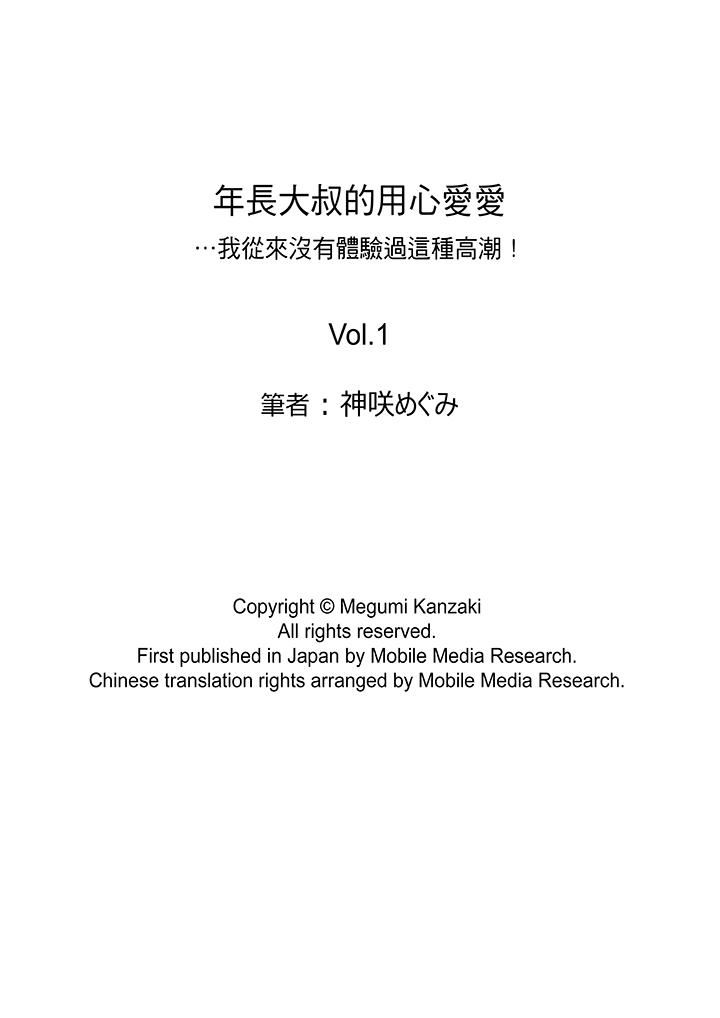 年長大叔的用心愛愛
…我從來沒有體驗過這種高潮！
Vol.1
筆者：神咲めぐみ
Copyright © Megumi Kanzaki
All rights reserved.
First published in Japan by Mobile Media Research.
Chinese translation rights arranged by Mobile Media Research.